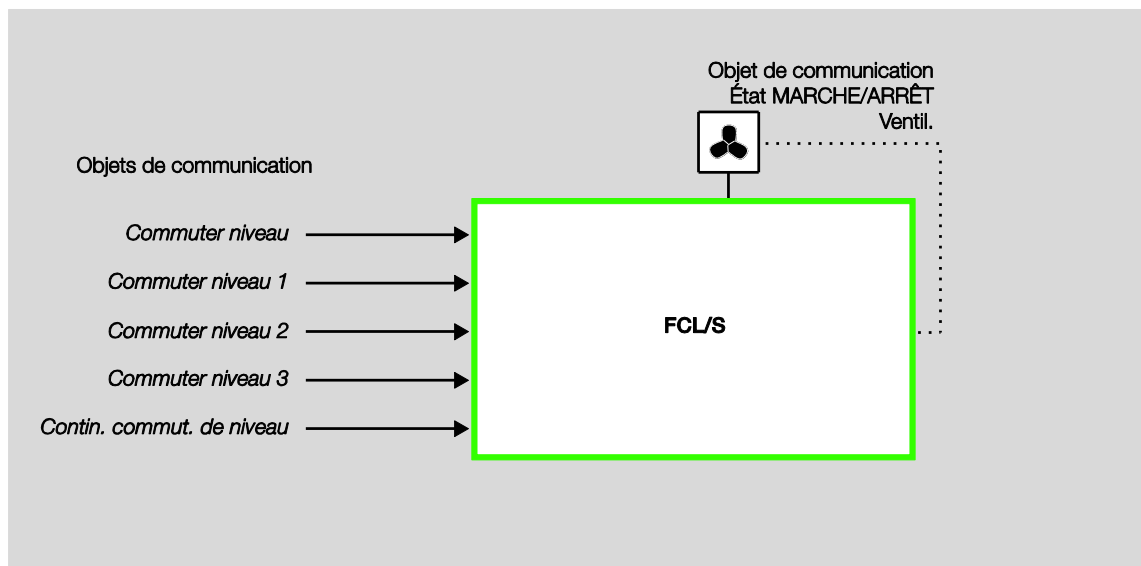 Objet de communication
État MARCHE/ARRÊT
Ventil.
Objets de communication
Commuter niveau
Commuter niveau 1
Commuter niveau 2
FCL/S
Commuter niveau 3
Contin. commut. de niveau